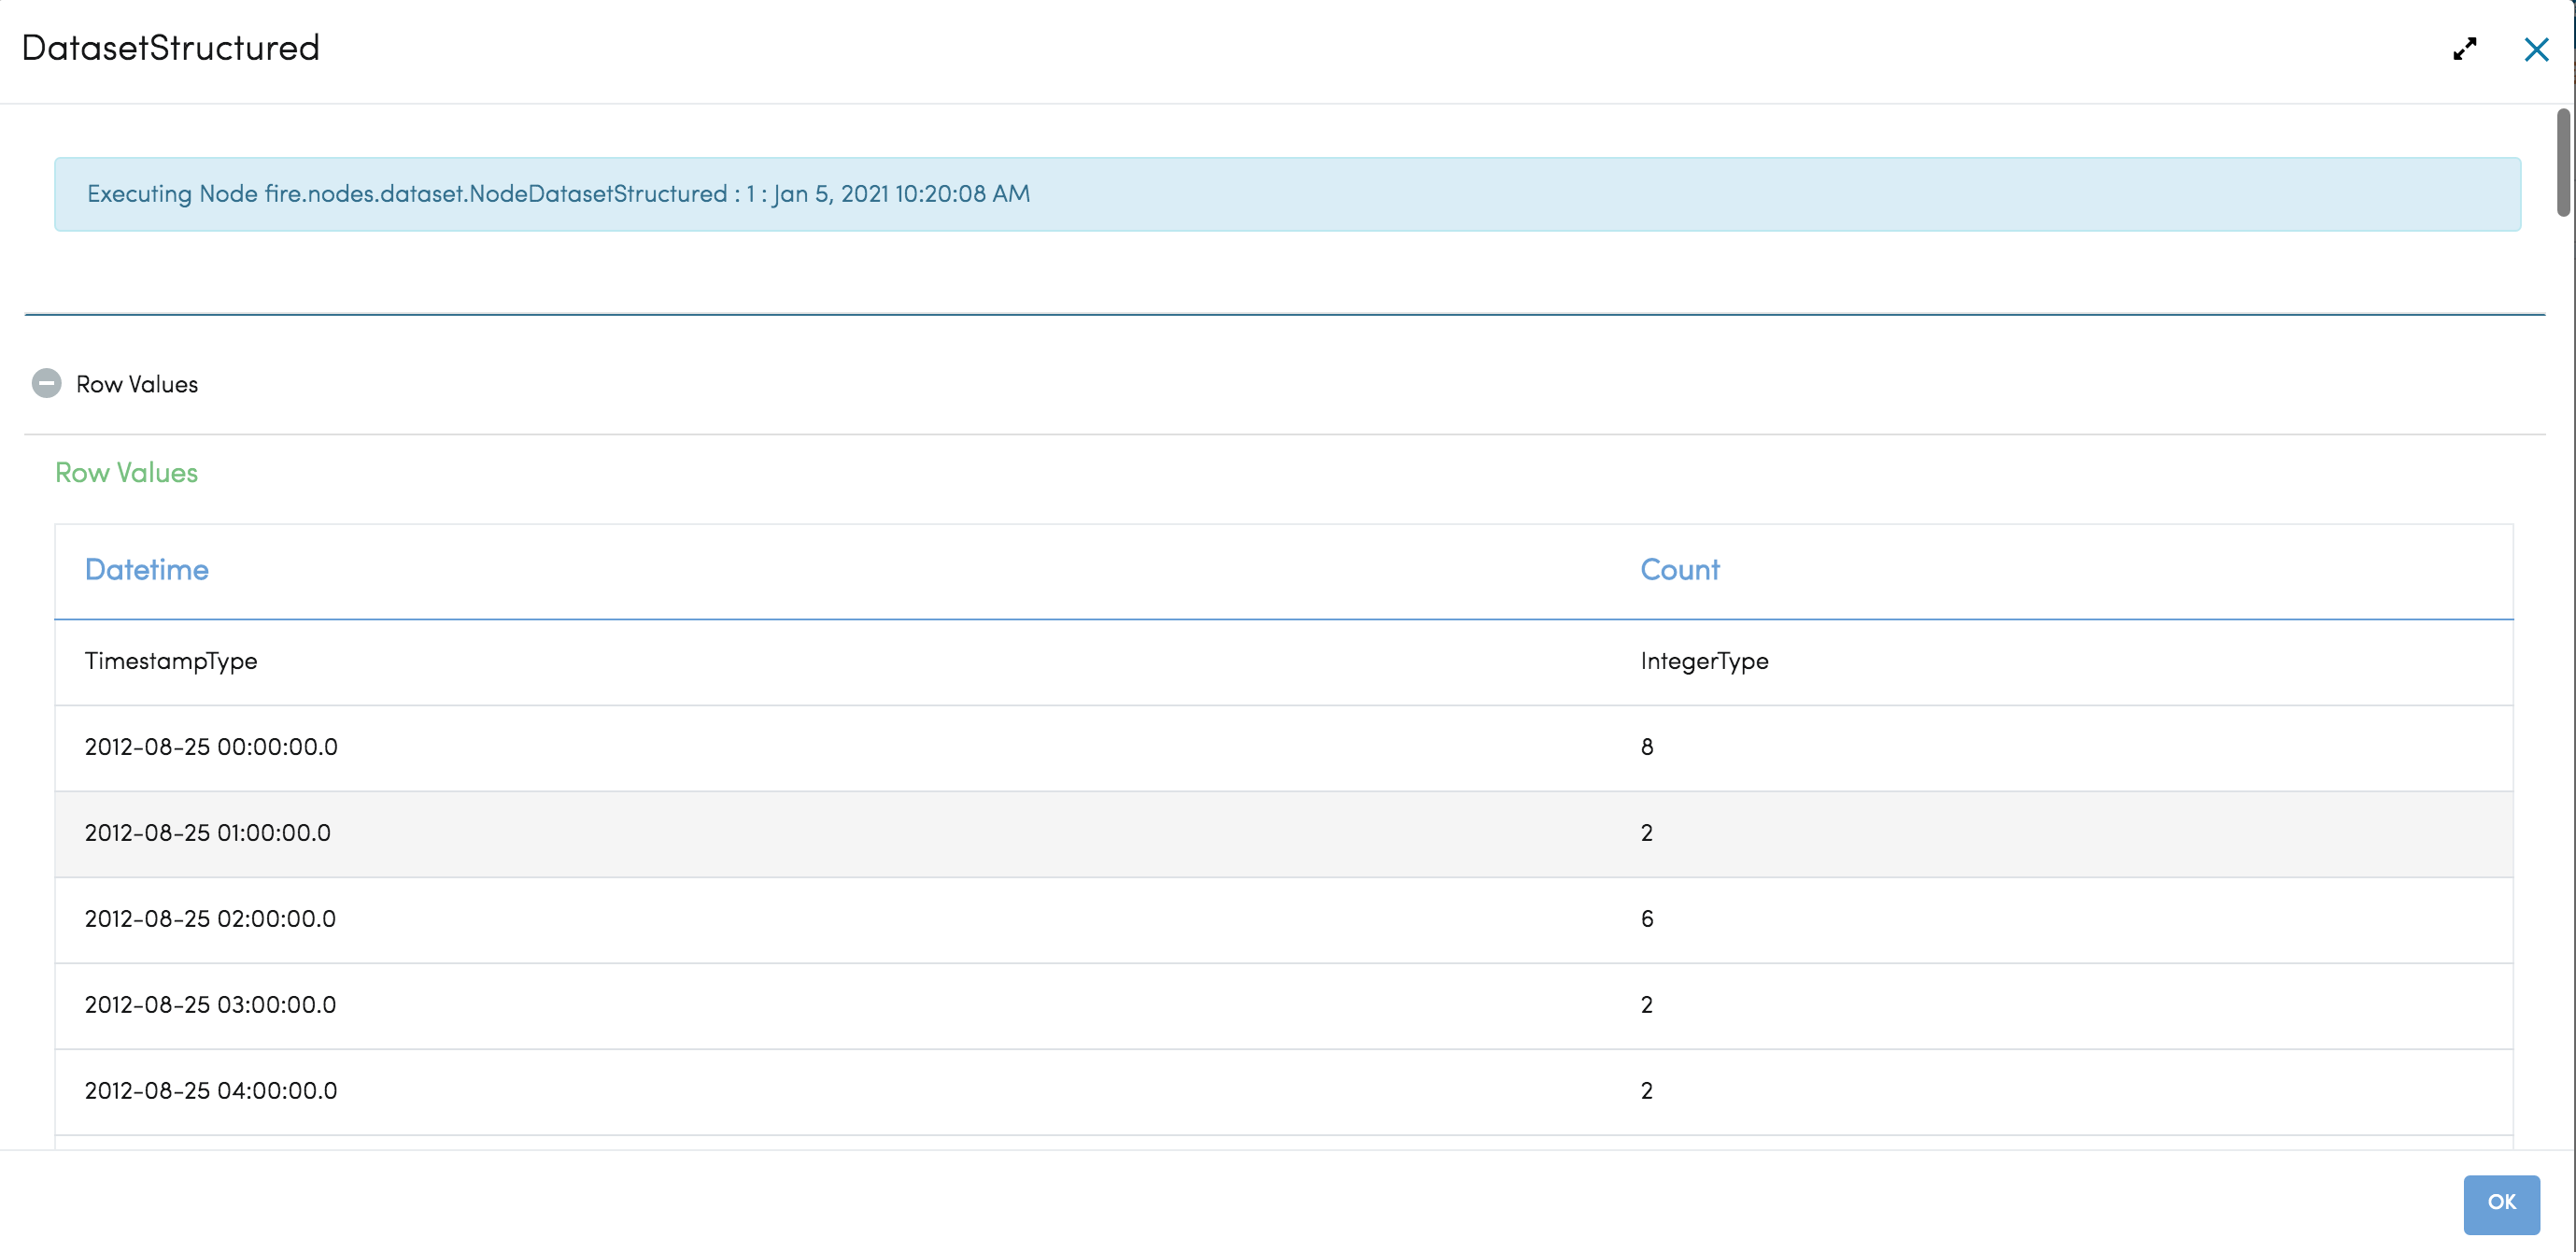 DatasetStructured
Executing Node fire.nodes.dataset.NodeDatasetStructured : 1 : Jan 5, 2021 10:20:08 AM
Row Values
Row Values
Datetime Count
TimestampType IntegerType
2012-08-25 00:00:00.0 8
2012-08-25 01:00:00.0 2
2012-08-25 02:00:00.0 6
2012-08-25 03:00:00.0 2
2012-08-25 04:00:00.0 2
OK